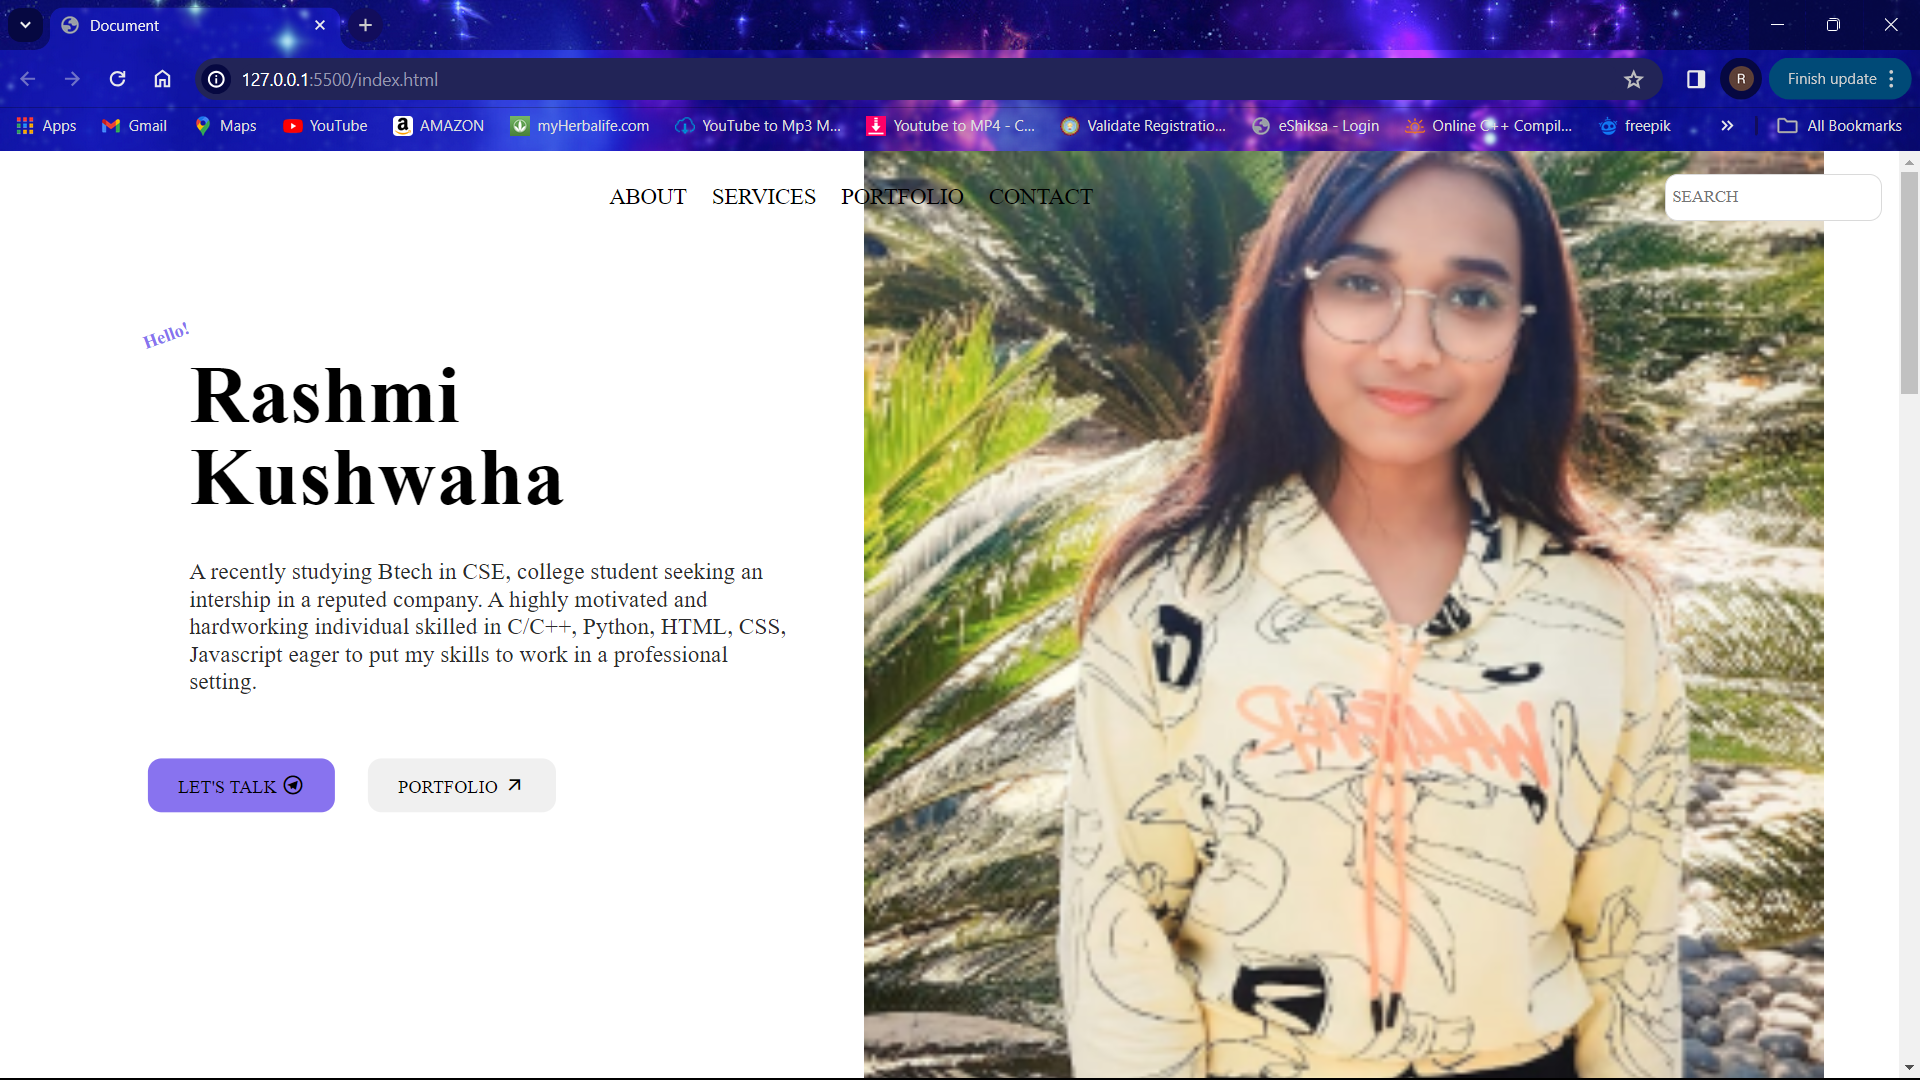 Document
127.0.0.1:5500/index.html
R
Finish update
Apps
Gmail
Maps
YouTube
AMAZON
myHerbalife.com
YouTube to Mp3 M...
Youtube to MP4 - C...
Validate Registratio...
eShiksa - Login
Online C++ Compil...
freepik
All Bookmarks
ABOUT SERVICES PORTFOLIO CONTACT
SEARCH
Hello!
Rashmi
Kushwaha
A recently studying Btech in CSE, college student seeking an
intership in a reputed company. A highly motivated and
hardworking individual skilled in C/C++, Python, HTML, CSS,
Javascript eager to put my skills to work in a professional
setting.
LET'S TALK
PORTFOLIO